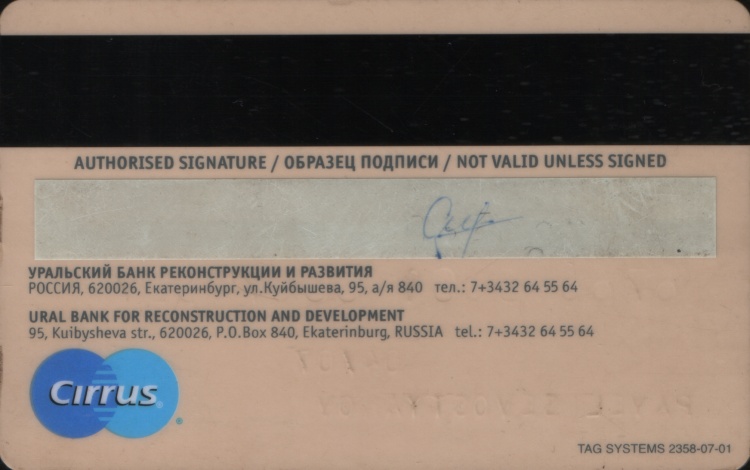 AUTHORISED SIGNATURE / ОБРАЗЕЦ ПОДПИСИ / NOT VALID UNLESS SIGNED
УРАЛЬСКИЙ БАНК РЕКОНСТРУКЦИИ И РАЗВИТИЯ
РОССИЯ, 620026, Екатеринбург, ул.Куйбышева, 95, а/я 840 тел.: 7+3432 64 55 64
URAL BANK FOR RECONSTRUCTION AND DEVELOPMENT
95, Kuibysheva str., 620026, P.O.Box 840, Ekaterinburg, RUSSIA tel.: 7+3432 64 55 64
Cirrus
TAG SYSTEMS 2358-07-01